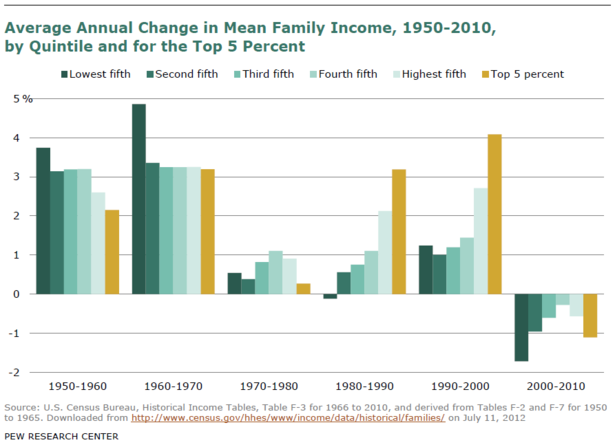 Average Annual Change in Mean Family Income, 1950-2010,
by Quintile and for the Top 5 Percent
Lowest fifth Second fifth Third fifth Fourth fifth Highest fifth Top 5 percent
5 %
4
3
2
1
0
-1
-2
1950-1960 1960-1970 1970-1980 1980-1990 1990-2000 2000-2010
Source: U.S. Census Bureau, Historical Income Tables, Table F-3 for 1966 to 2010, and derived from Tables F-2 and F-7 for 1950
to 1965. Downloaded from http://www.census.gov/hhes/www/income/data/historical/families/ on July 11, 2012
PEW RESEARCH CENTER